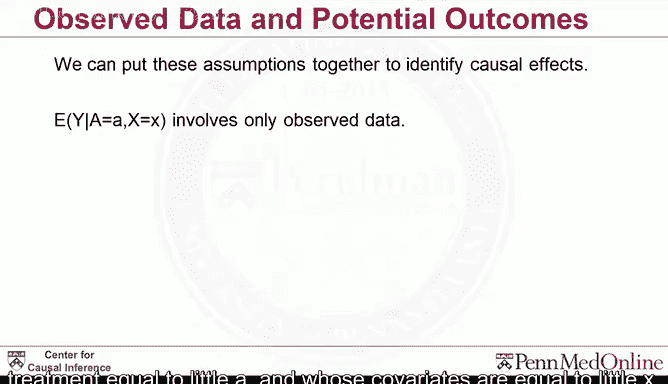 Observed Data and Potential Outcomes
We can put these assumptions together to identify causal effects.
E(Y|A=a,X=x) involves only observed data.
Center for
Causal Inference
PennMedOnline
treatment equal to little a, and whose covariates are equal to little x